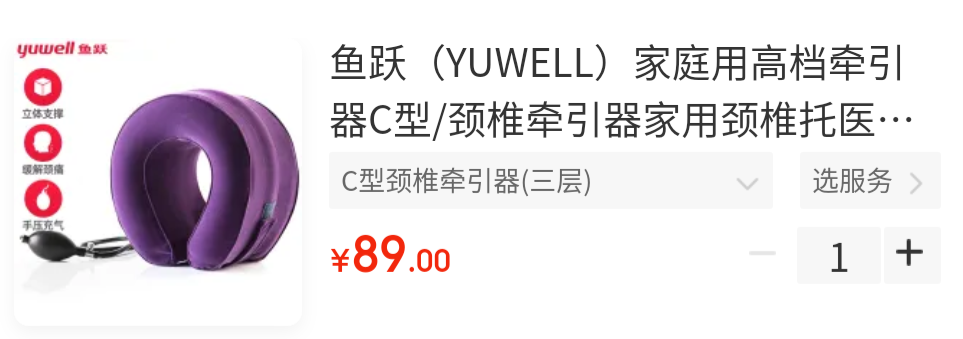 yuwell 鱼跃
立体支撑
缓解颈痛
手压充气
鱼跃（YUWELL）家庭用高档牵引
器C型/颈椎牵引器家用颈椎托医…
C型颈椎牵引器(三层)
选服务
¥89.00
1